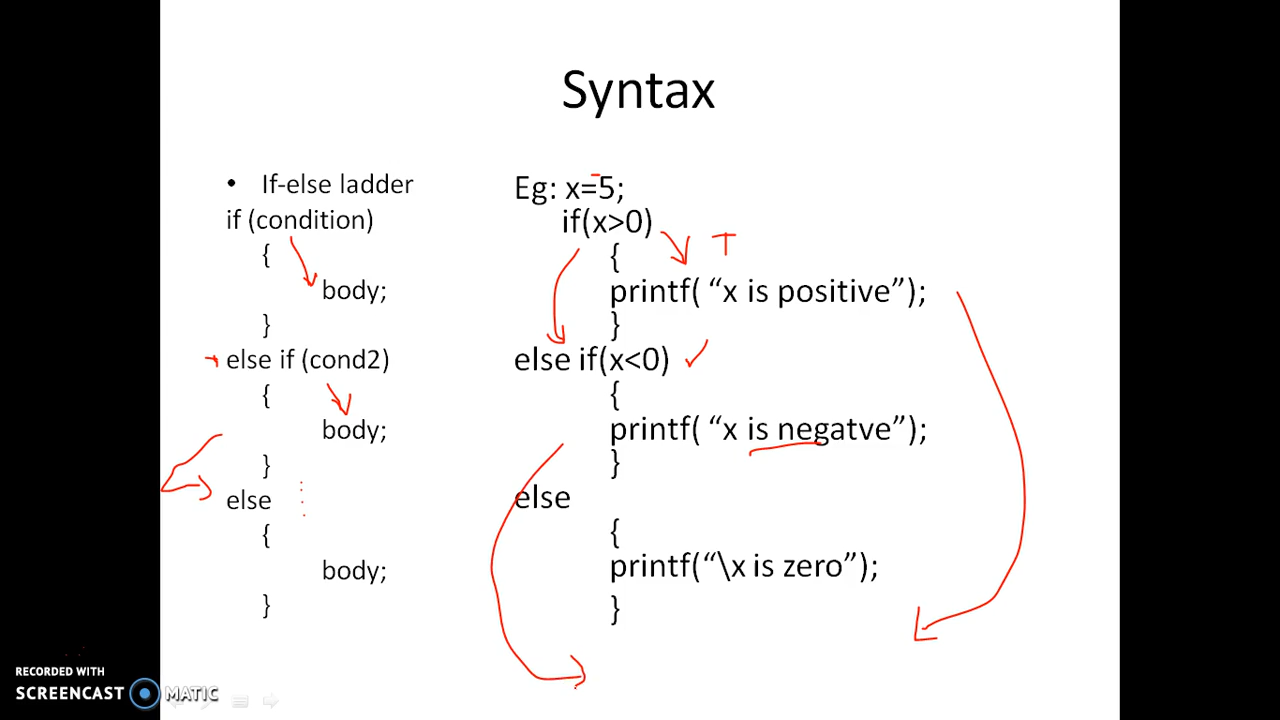 Syntax
• If-else ladder
if (condition)
{
body;
}
else if (cond2)
{
body;
}
else
{
body;
}
Eg: x=5;
if(x>0)
T
{
printf( “x is positive”);
}
else if(x<0)
{
printf( “x is negatve”);
}
else
{
printf(“\x is zero”);
}
RECORDED WITH
SCREENCAST MATIC